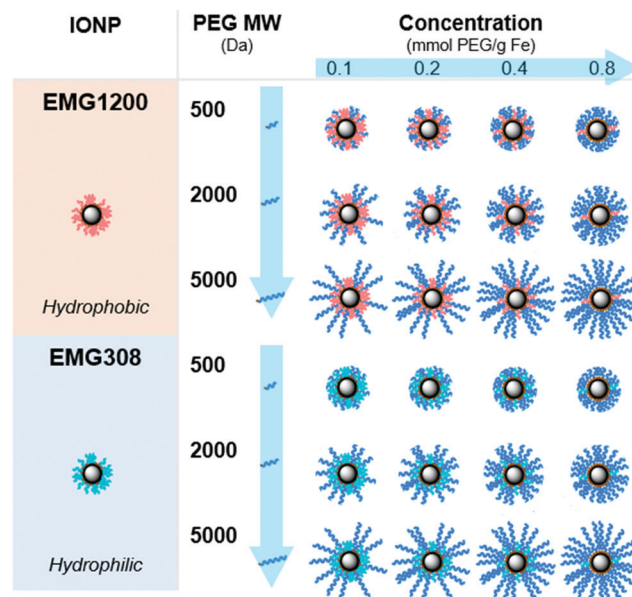 IONP PEG MW Concentration
(Da) (mmol PEG/g Fe)
0.1 0.2 0.4 0.8
EMG1200
500
2000
5000
Hydrophobic
EMG308
500
2000
5000
Hydrophilic